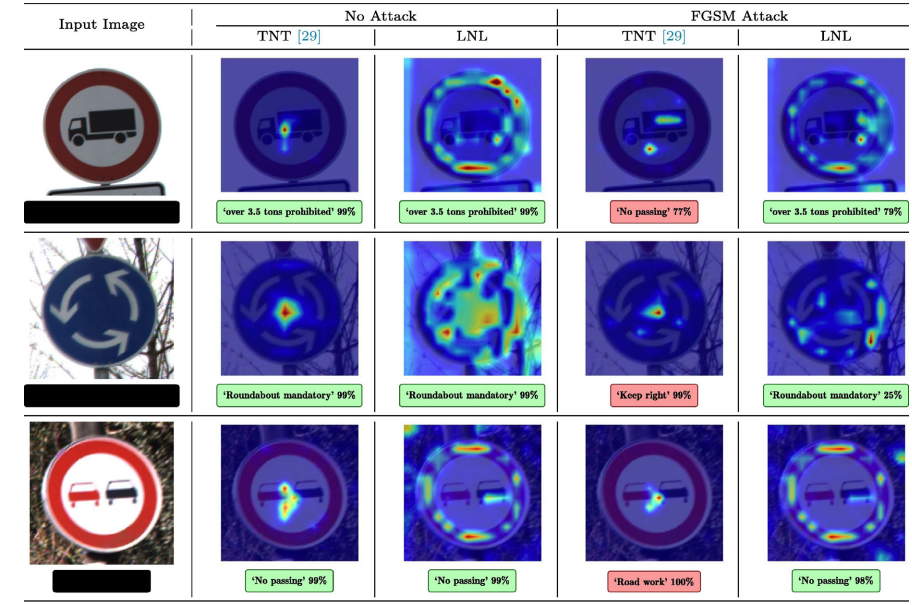 Input Image
No Attack
FGSM Attack
TNT [29]
LNL
TNT [29]
LNL
‘over 3.5 tons prohibited’ 99%
‘over 3.5 tons prohibited’ 99%
‘No passing’ 77%
‘over 3.5 tons prohibited’ 79%
‘Roundabout mandatory’ 99%
‘Roundabout mandatory’ 99%
‘Keep right’ 99%
‘Roundabout mandatory’ 25%
‘No passing’ 99%
‘No passing’ 99%
‘Road work’ 100%
‘No passing’ 98%